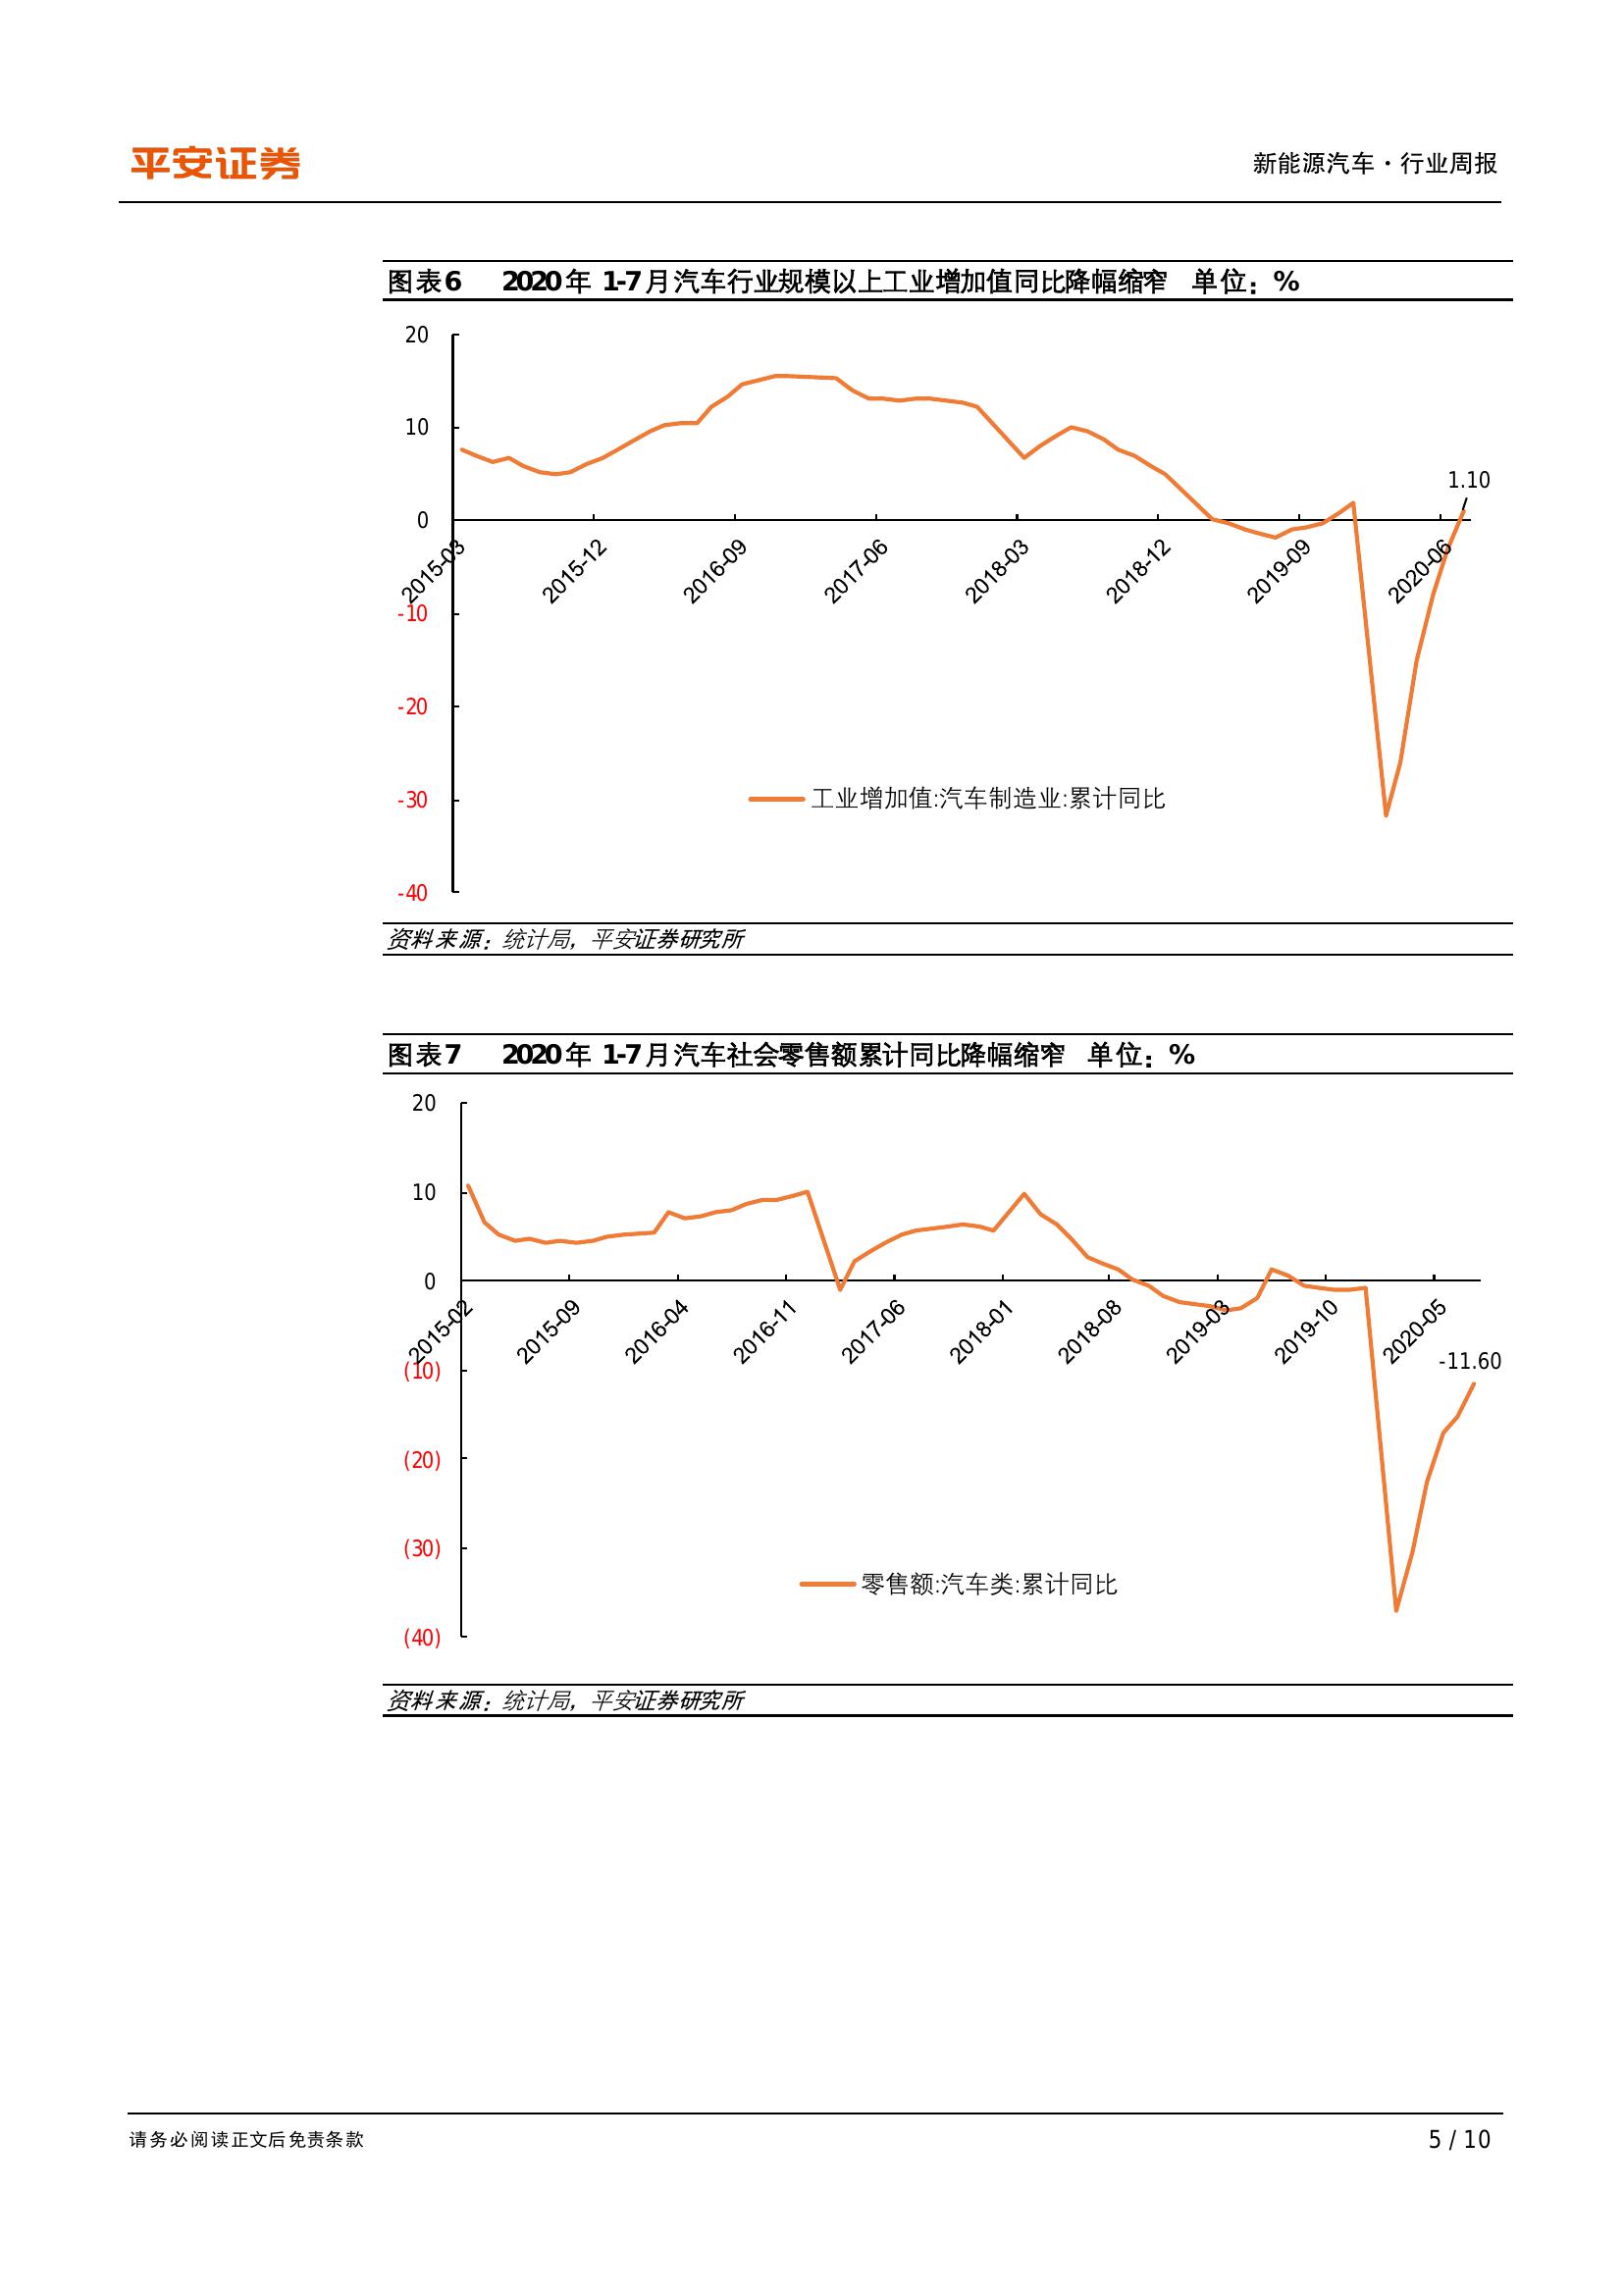 平安证券
新能源汽车·行业周报
图表6 2020年 1-7月汽车行业规模以上工业增加值同比降幅缩窄 单位：%
20
10
0
-10
-20
-30
-40
1.10
2015-03 2015-12 2016-09 2017-06 2018-03 2018-12 2019-09 2020-06
工业增加值:汽车制造业:累计同比
资料来源：统计局，平安证券研究所
图表7 2020年 1-7月汽车社会零售额累计同比降幅缩窄 单位：%
20
10
0
(10)
(20)
(30)
(40)
2015-02 2015-09 2016-04 2016-11 2017-06 2018-01 2018-08 2019-03 2019-10 2020-05
-11.60
零售额:汽车类:累计同比
资料来源：统计局，平安证券研究所
请务必阅读正文后免责条款
5 / 10